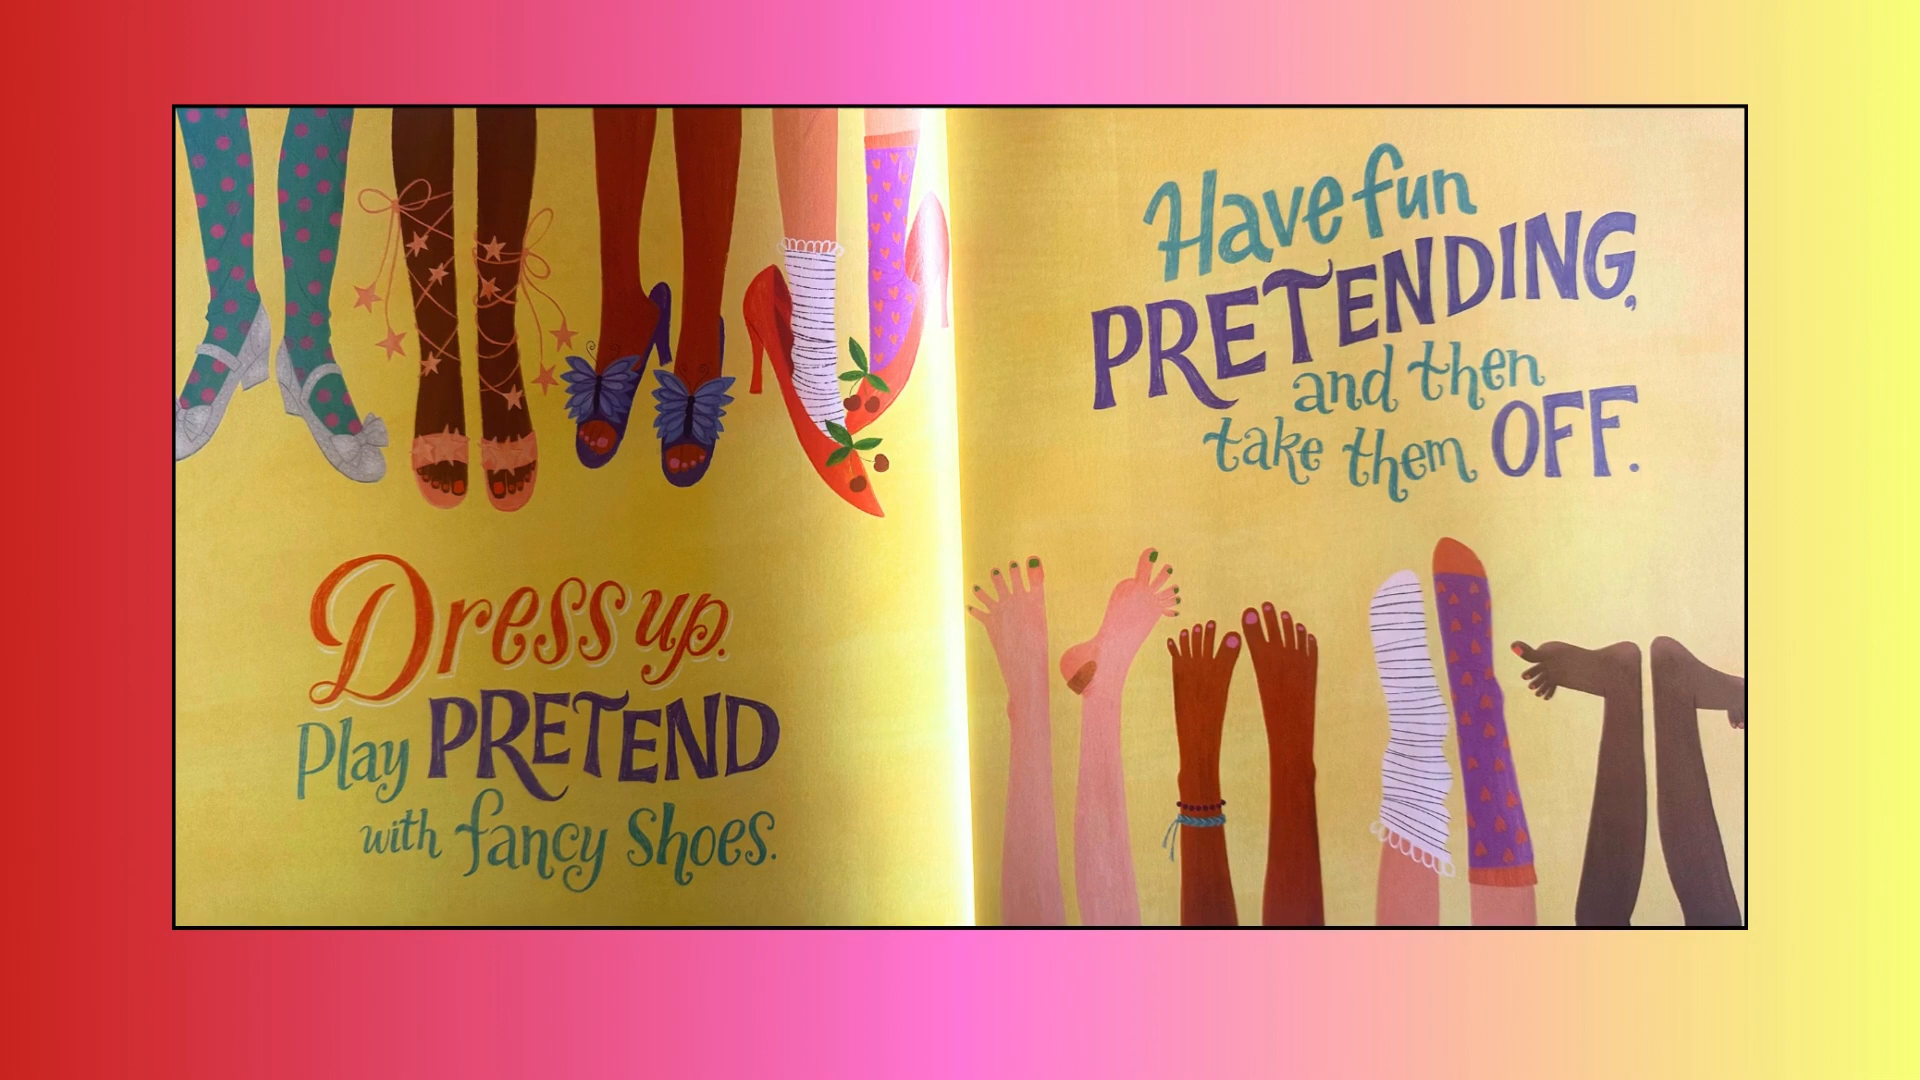 Dress up.
Play PRETEND
with fancy shoes.
Have fun
PRETENDING,
and then
take them OFF.